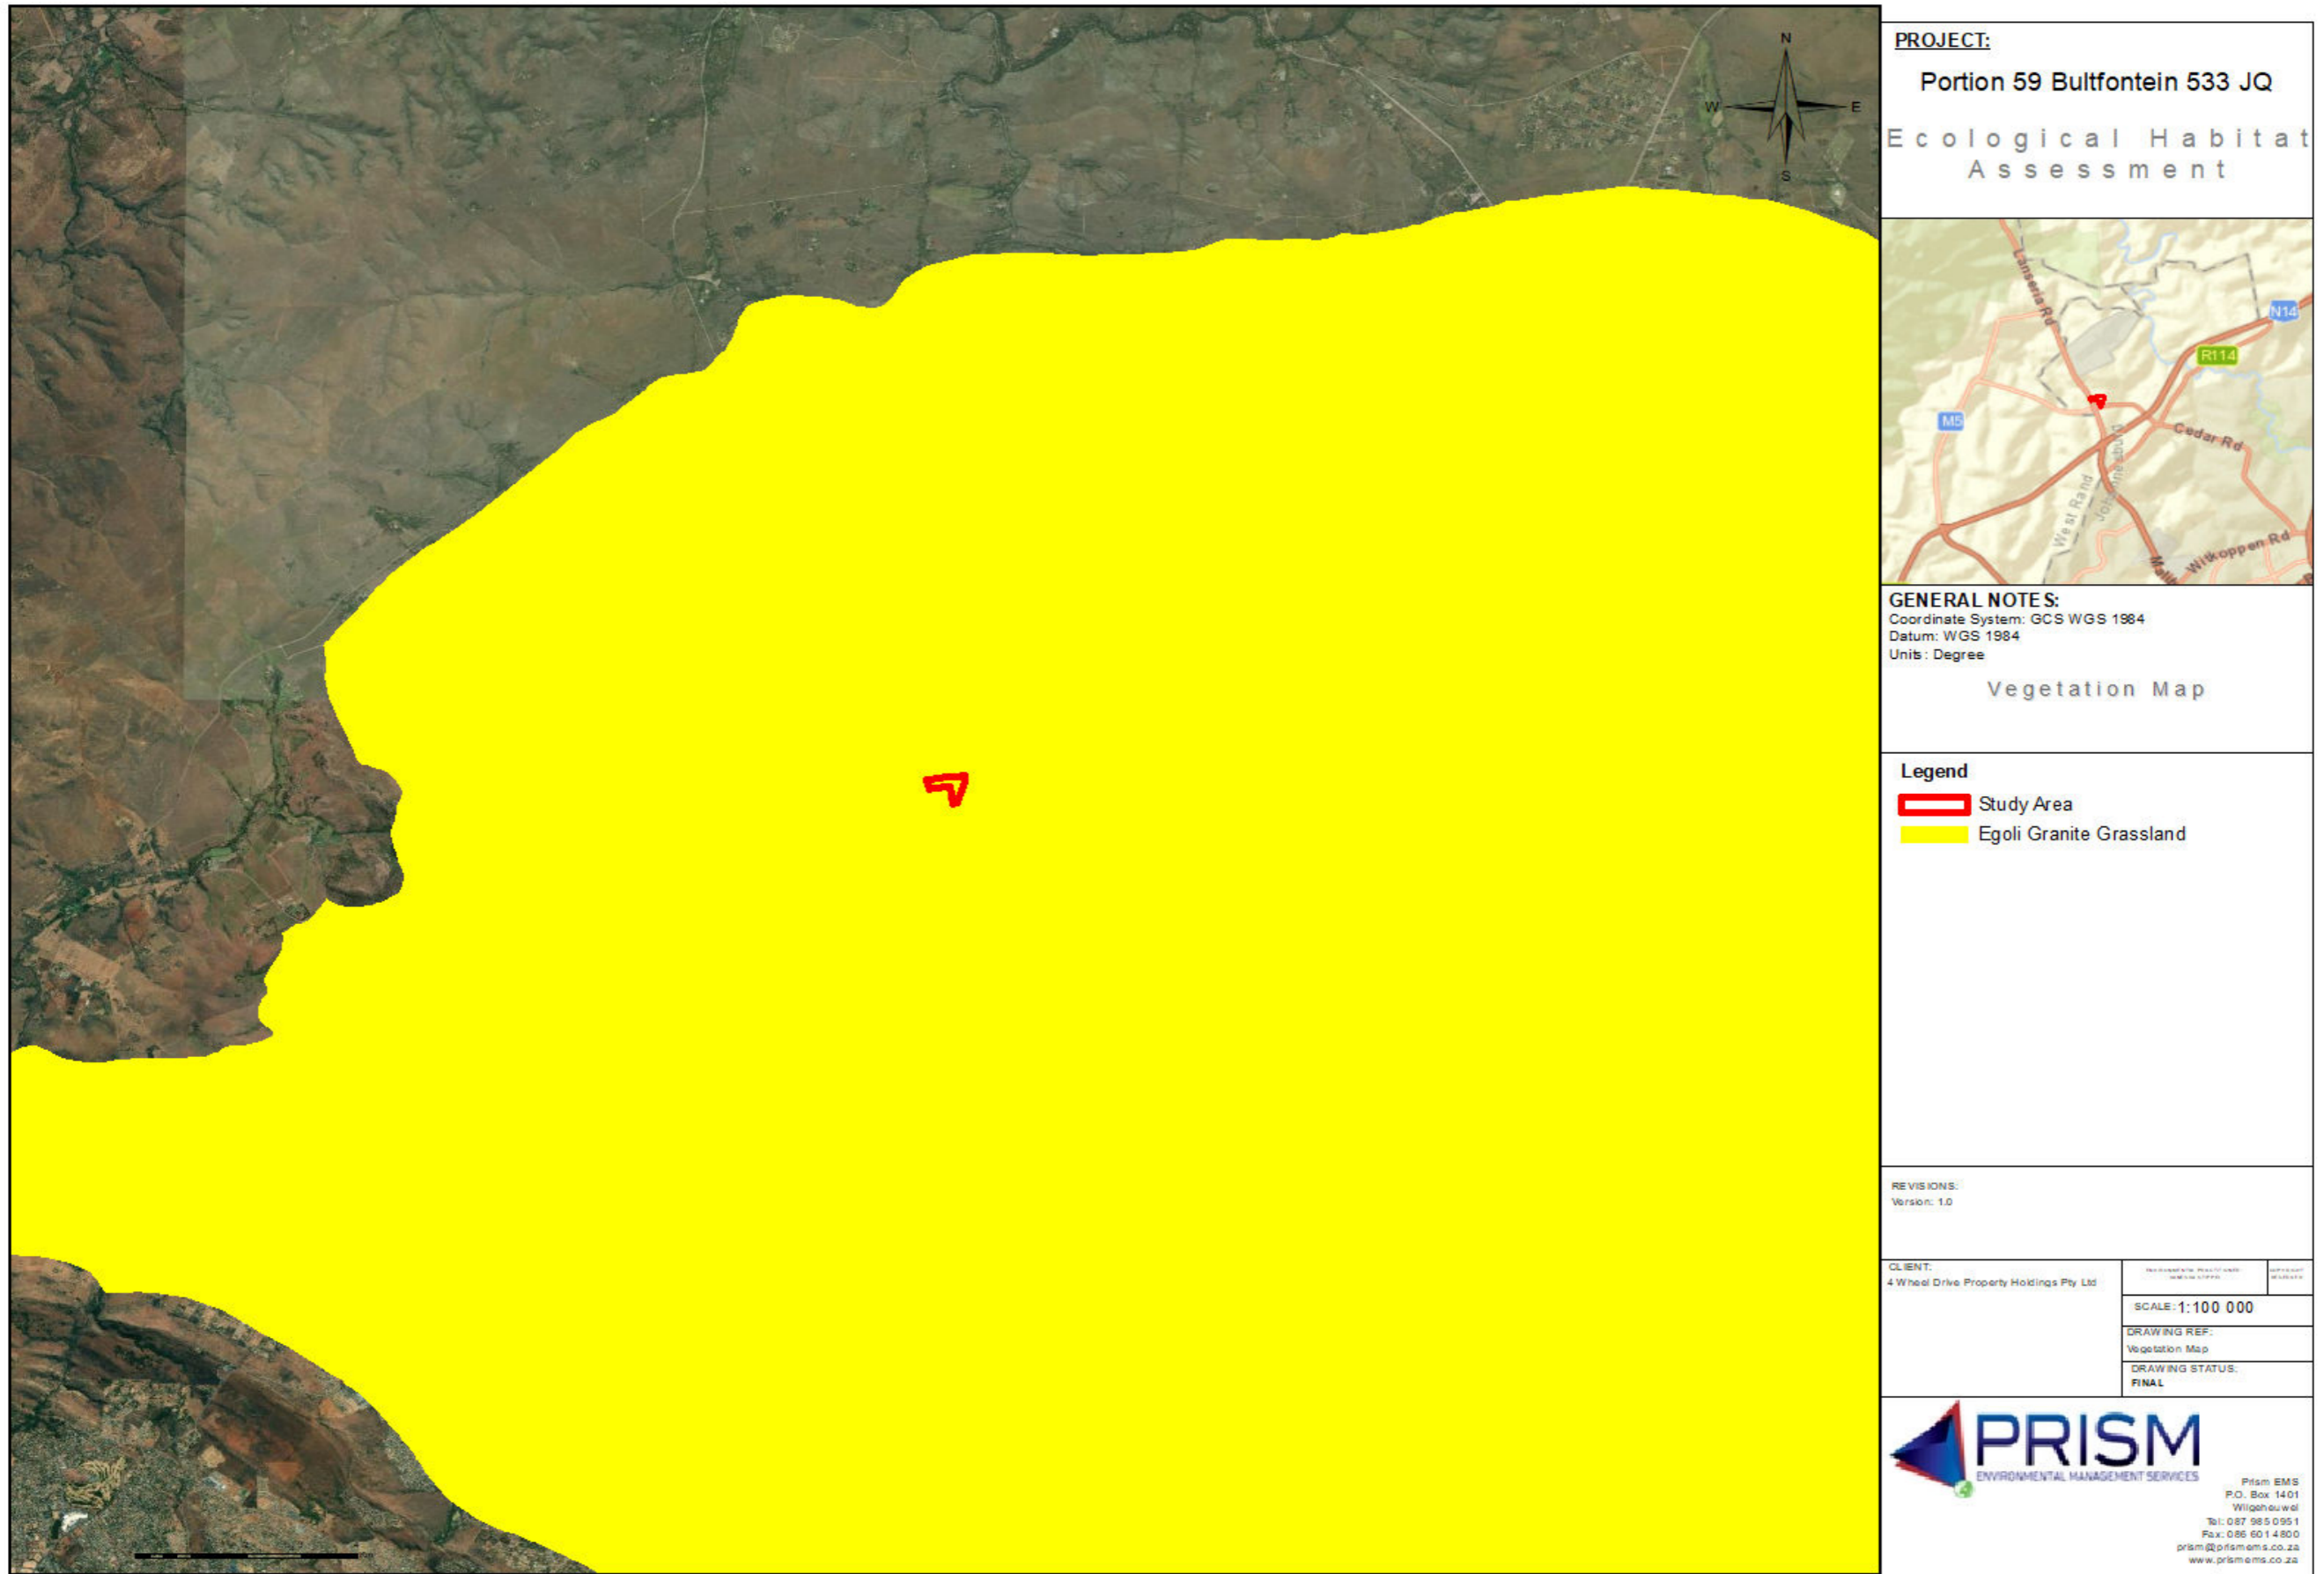 N
W
E
S
PROJECT:
Portion 59 Bultfontein 533 JQ
Ecological Habitat
Assessment
Lanseria Rd
N14
R114
M5
Cedar Rd
West Rand
Johannesburg
Witkoppen Rd
GENERAL NOTES:
Coordinate System: GCS WGS 1984
Datum: WGS 1984
Units: Degree
Vegetation Map
Legend
Study Area
Egoli Granite Grassland
REVISIONS:
Version: 1.0
CLIENT:
4 Wheel Drive Property Holdings Pty Ltd
SCALE: 1:100 000
DRAWING REF:
Vegetation Map
DRAWING STATUS:
FINAL
PRISM
ENVIRONMENTAL MANAGEMENT SERVICES
Prism EMS
P.O. Box 1401
Wilgeheuwel
Tel: 087 985 0951
Fax: 086 601 4800
prism@prismems.co.za
www.prismems.co.za